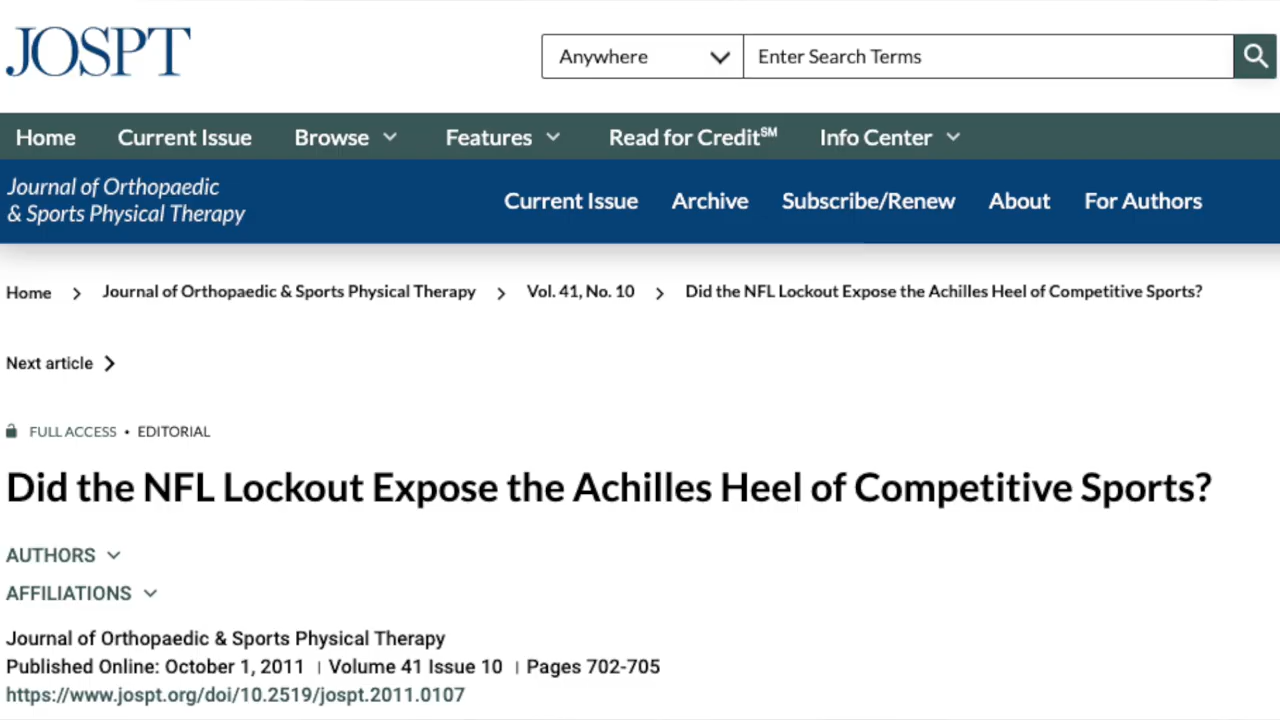 JOSPT
Anywhere Enter Search Terms
Home Current Issue Browse Features Read for Credit℠ Info Center
Journal of Orthopaedic
& Sports Physical Therapy
Current Issue Archive Subscribe/Renew About For Authors
Home > Journal of Orthopaedic & Sports Physical Therapy > Vol. 41, No. 10 > Did the NFL Lockout Expose the Achilles Heel of Competitive Sports?
Next article >
FULL ACCESS • EDITORIAL
Did the NFL Lockout Expose the Achilles Heel of Competitive Sports?
AUTHORS
AFFILIATIONS
Journal of Orthopaedic & Sports Physical Therapy
Published Online: October 1, 2011 | Volume 41 Issue 10 | Pages 702-705
https://www.jospt.org/doi/10.2519/jospt.2011.0107